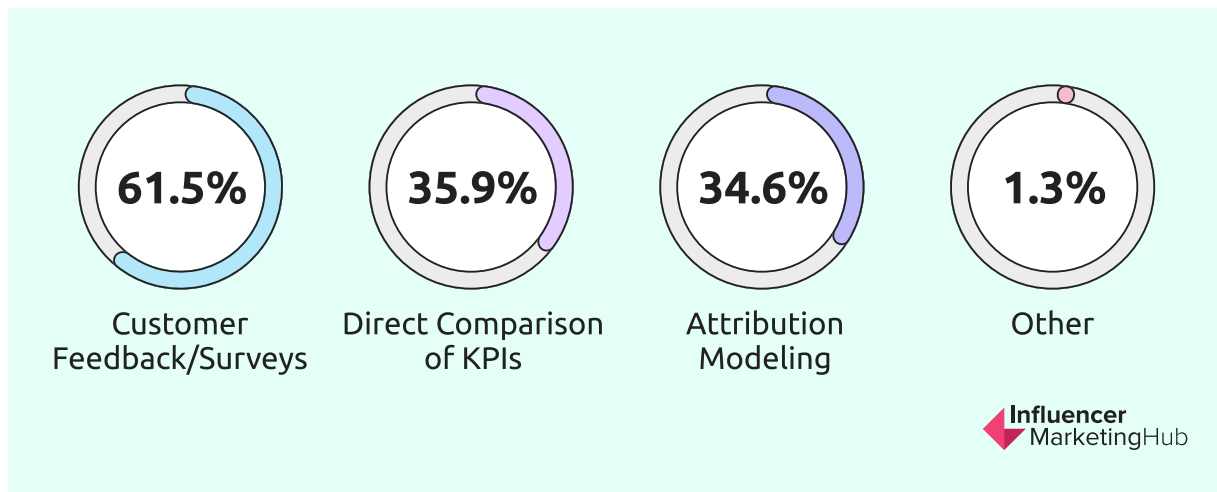 61.5%
35.9%
34.6%
1.3%
Customer
Feedback/Surveys
Direct Comparison
of KPIs
Attribution
Modeling
Other
Influencer
MarketingHub